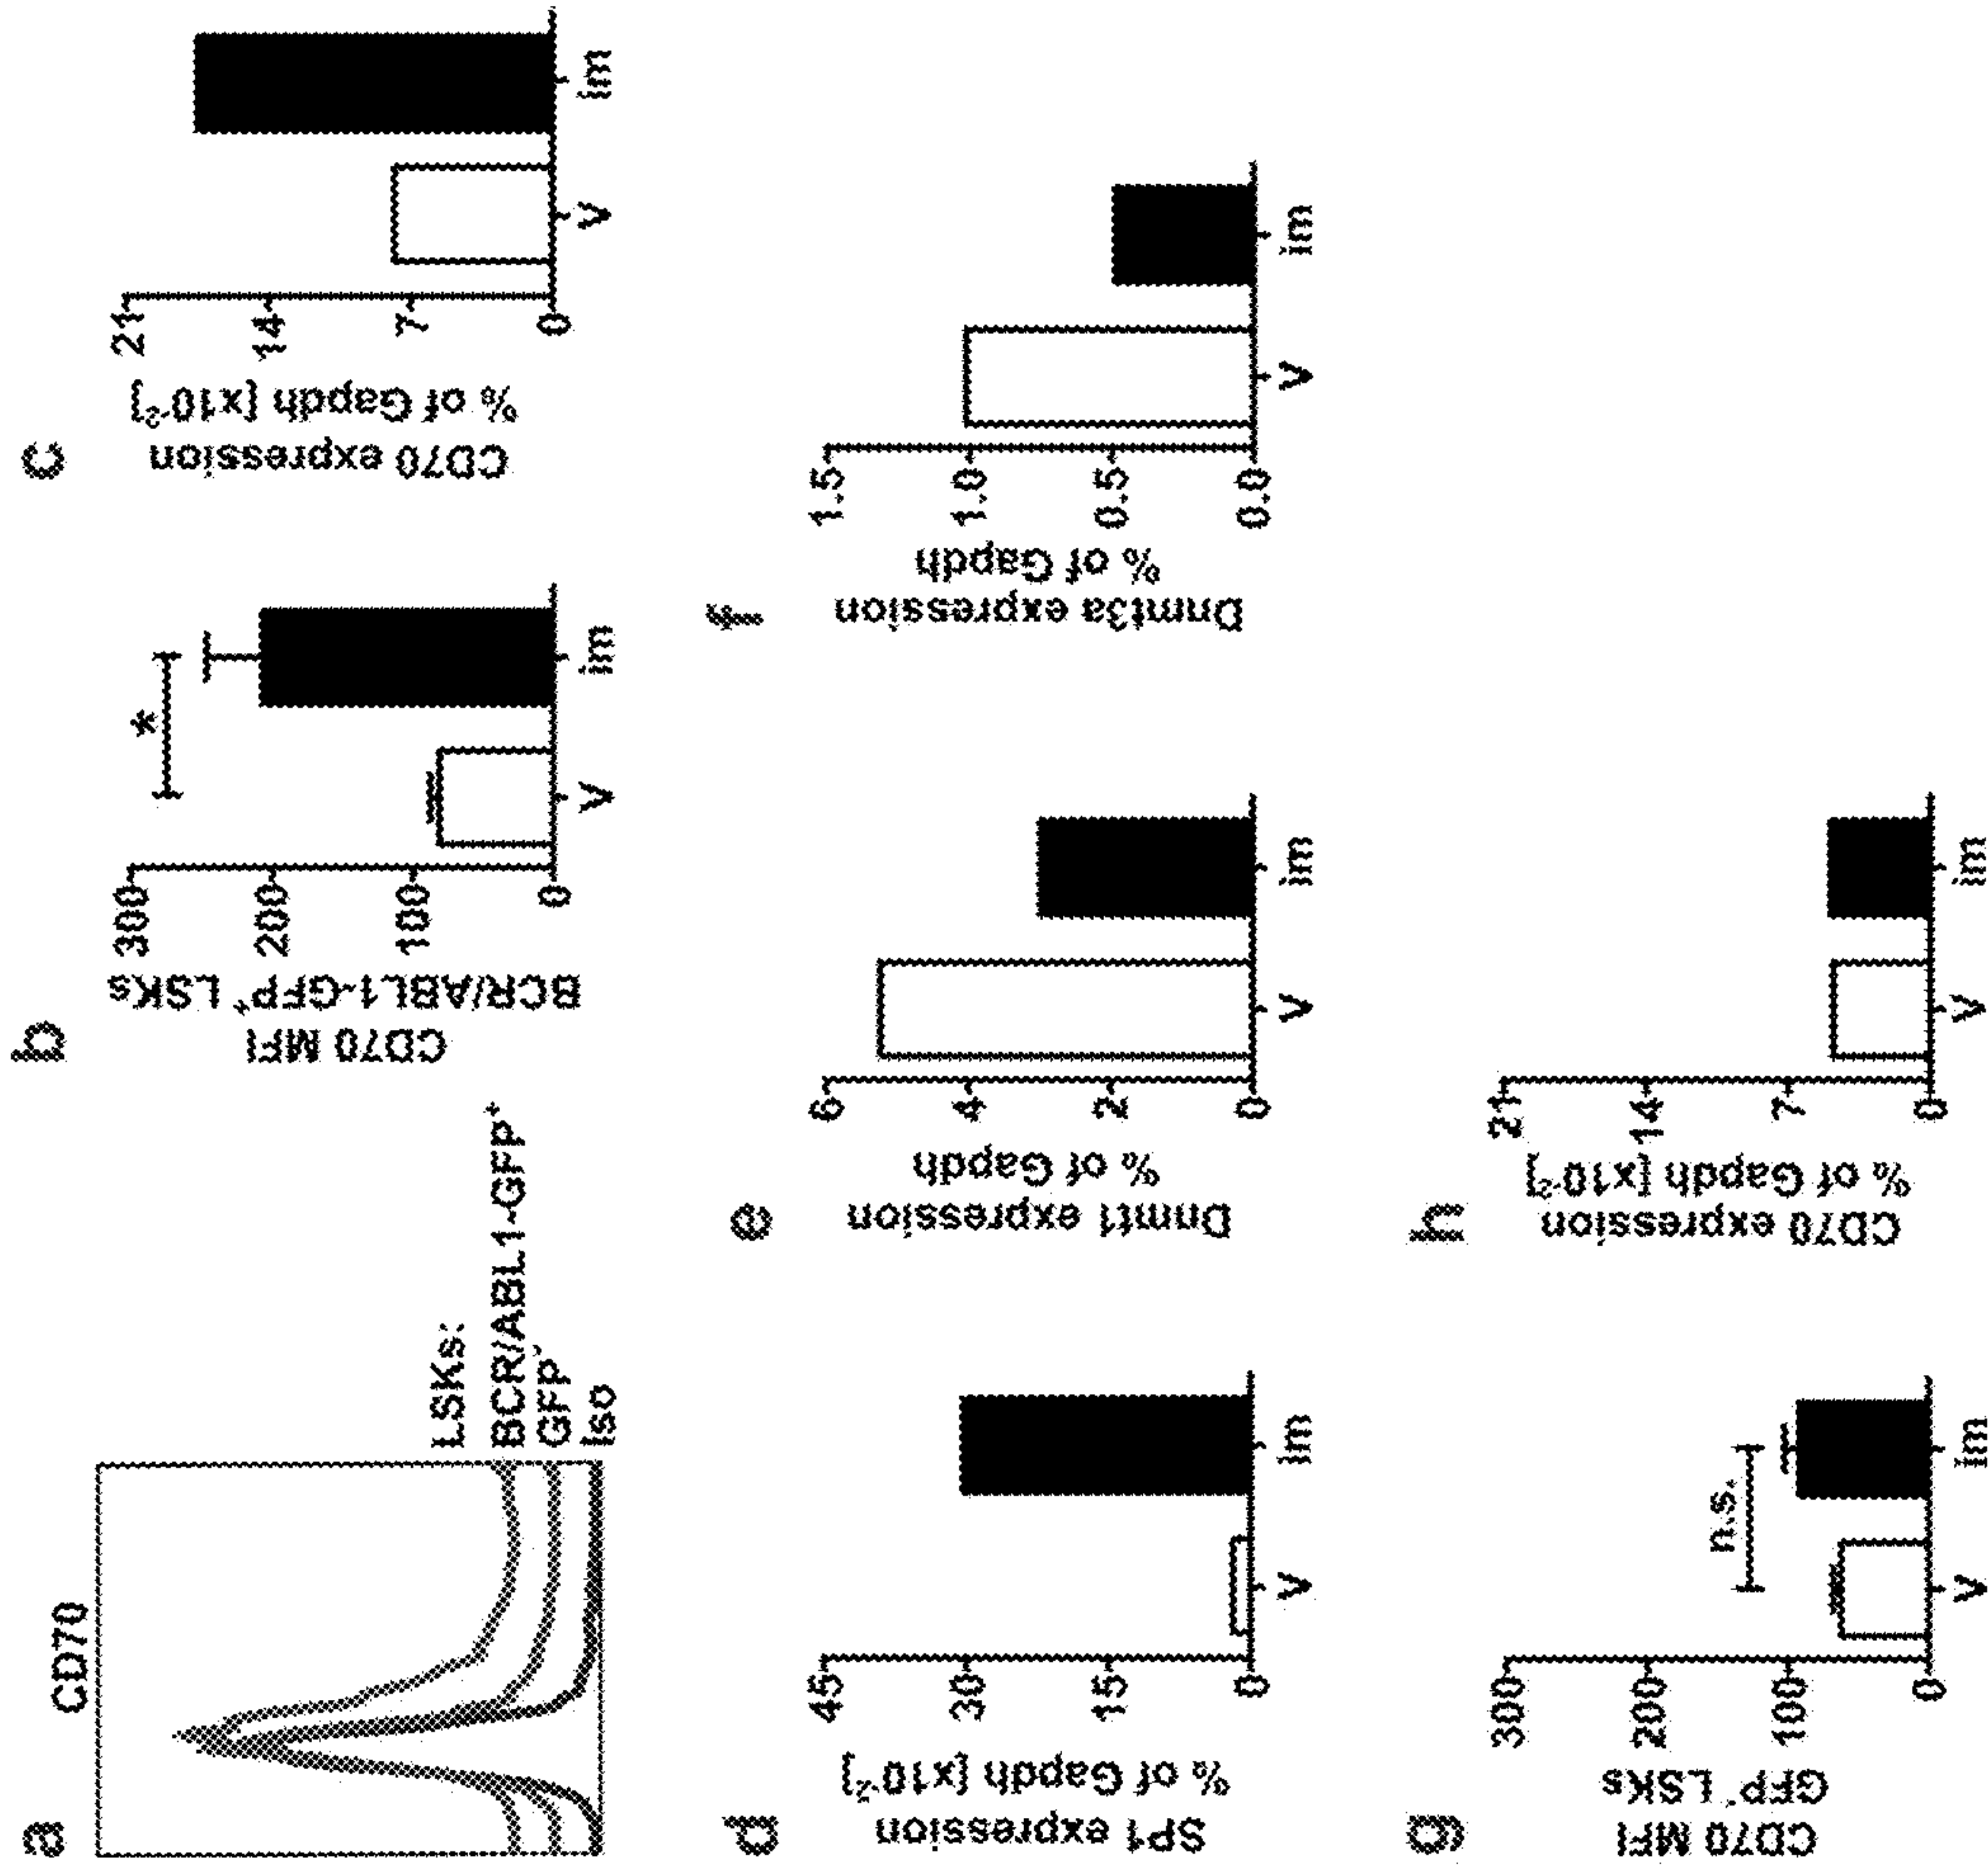 a
CD70
LSKs:
BCR/ABL1-GFP⁺
GFP⁻
Iso
b
CD70 MFI
BCR/ABL1-GFP⁺ LSKs
300
200
100
0
*
v
im
c
CD70 expression
% of Gapdh [x10⁻²]
21
14
7
0
v
im
d
SP1 expression
% of Gapdh [x10⁻²]
45
30
15
0
v
im
e
Dnmt1 expression
% of Gapdh
6
4
2
0
v
im
f
Dnmt3a expression
% of Gapdh
1.5
1.0
0.5
0.0
v
im
g
CD70 MFI
GFP⁻ LSKs
300
200
100
0
n.s.
v
im
h
CD70 expression
% of Gapdh [x10⁻²]
21
14
7
0
v
im